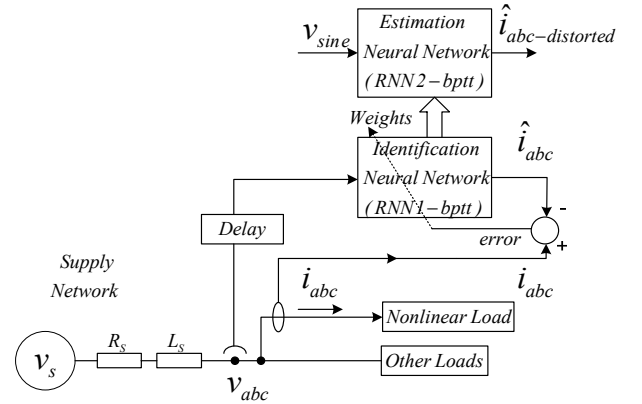 Estimation
Neural Network
(RNN2-bptt)
v_sine
î_abc-distorted
Weights
Identification
Neural Network
(RNN1-bptt)
î_abc
-
Delay
error
+
Supply
Network
i_abc
i_abc
Nonlinear Load
v_s
R_s
L_s
v_abc
Other Loads